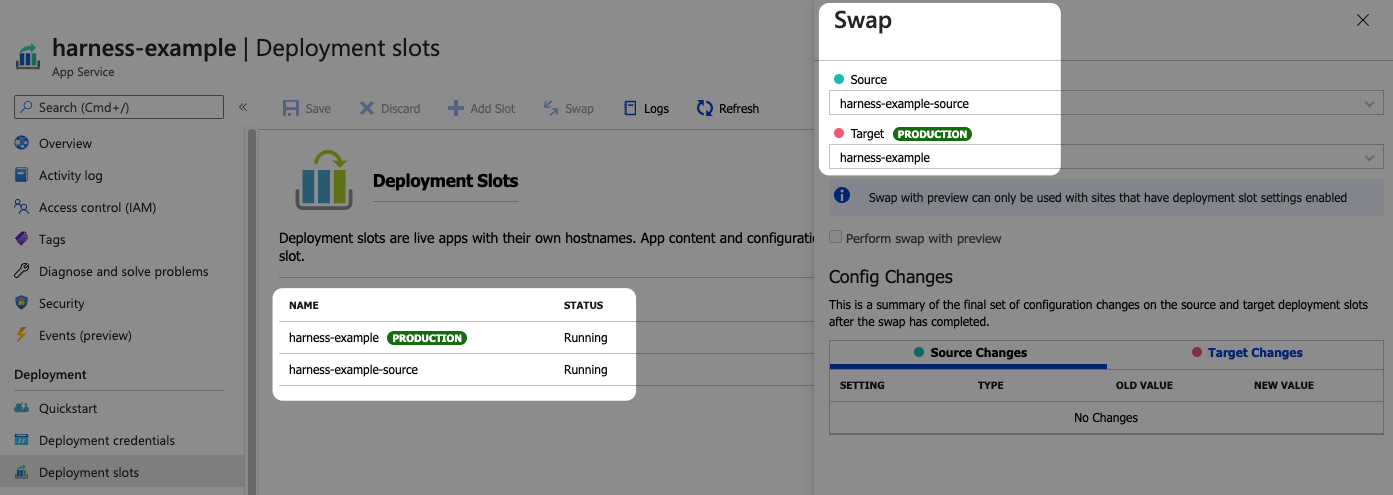 harness-example | Deployment slots
App Service
Search (Cmd+/)
«
Overview
Activity log
Access control (IAM)
Tags
Diagnose and solve problems
Security
Events (preview)
Deployment
Quickstart
Deployment credentials
Deployment slots
Save Discard Add Slot Swap Logs Refresh
Deployment Slots
Deployment slots are live apps with their own hostnames. App content and configurati
slot.
NAME STATUS
harness-example PRODUCTION Running
harness-example-source Running
Swap
Source
harness-example-source
Target PRODUCTION
harness-example
Swap with preview can only be used with sites that have deployment slot settings enabled
Perform swap with preview
Config Changes
This is a summary of the final set of configuration changes on the source and target deployment slots
after the swap has completed.
Source Changes Target Changes
SETTING TYPE OLD VALUE NEW VALUE
No Changes